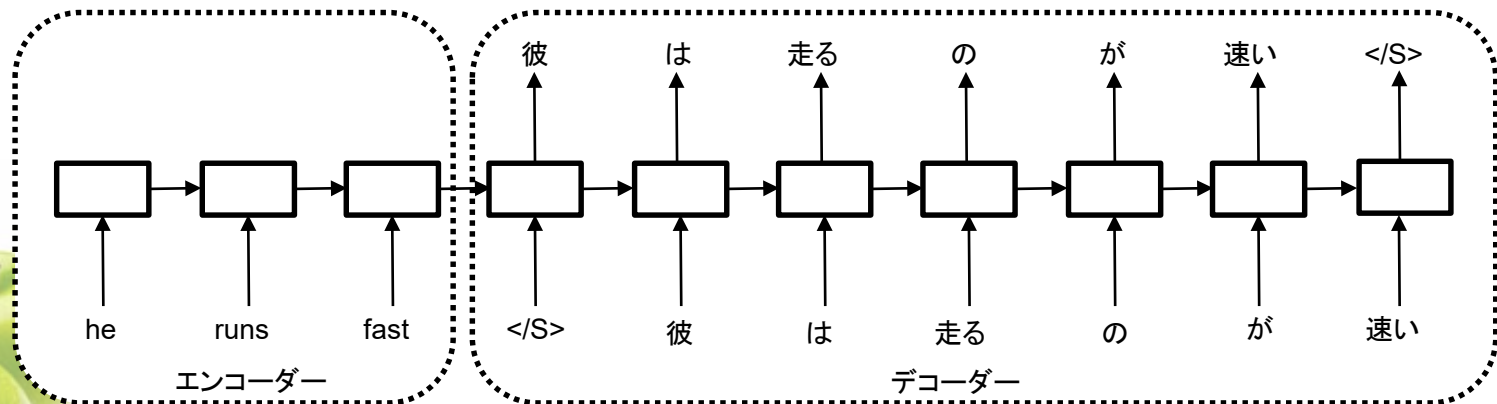 彼 は 走る の が 速い </S>
he runs fast </S> 彼 は 走る の が 速い
エンコーダー デコーダー